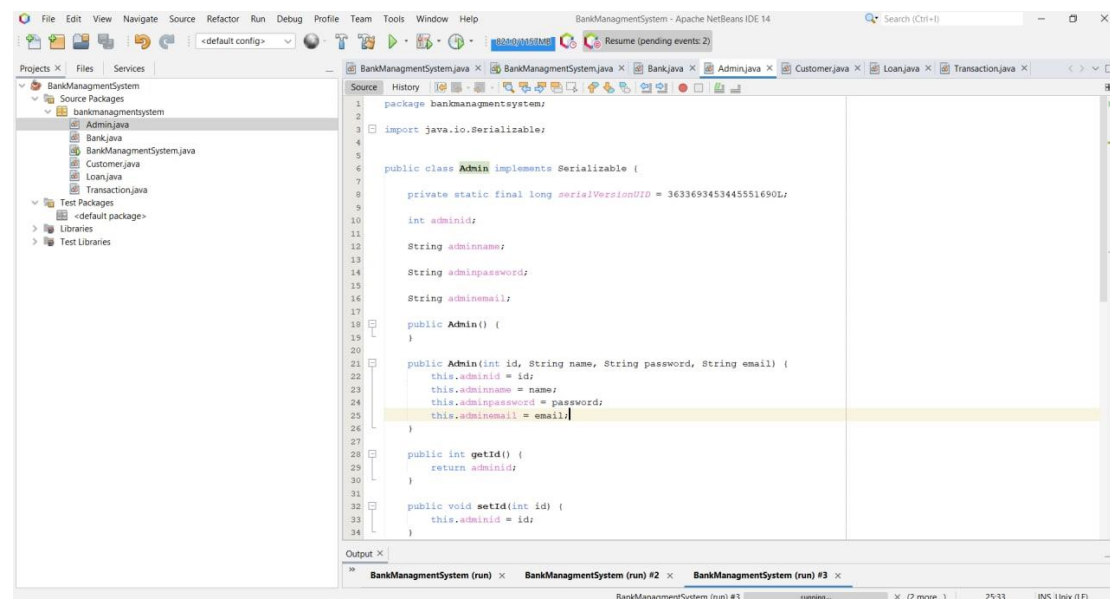 File Edit View Navigate Source Refactor Run Debug Profile Team Tools Window Help BankManagmentSystem - Apache NetBeans IDE 14 Search (Ctrl+I)
<default config> Resume (pending events: 2)
Projects Files Services
BankManagmentSystem
Source Packages
bankmanagmentsystem
Admin.java
Bank.java
BankManagmentSystem.java
Customer.java
Loan.java
Transaction.java
Test Packages
<default package>
Libraries
Test Libraries
BankManagmentSystem.java BankManagmentSystem.java Bank.java Admin.java Customer.java Loan.java Transaction.java
Source History
1 package bankmanagmentsystem;
2
3 import java.io.Serializable;
4
5
6 public class Admin implements Serializable {
7
8 private static final long serialVersionUID = 3633693453445551690L;
9
10 int adminid;
11
12 String adminname;
13
14 String adminpassword;
15
16 String adminemail;
17
18 public Admin() {
19 }
20
21 public Admin(int id, String name, String password, String email) {
22 this.adminid = id;
23 this.adminname = name;
24 this.adminpassword = password;
25 this.adminemail = email;
26 }
27
28 public int getId() {
29 return adminid;
30 }
31
32 public void setId(int id) {
33 this.adminid = id;
34 }
Output
BankManagmentSystem (run) BankManagmentSystem (run) #2 BankManagmentSystem (run) #3
BankManagmentSystem (run) #3 running... (2 more...) 25:33 INS Unix (LF)